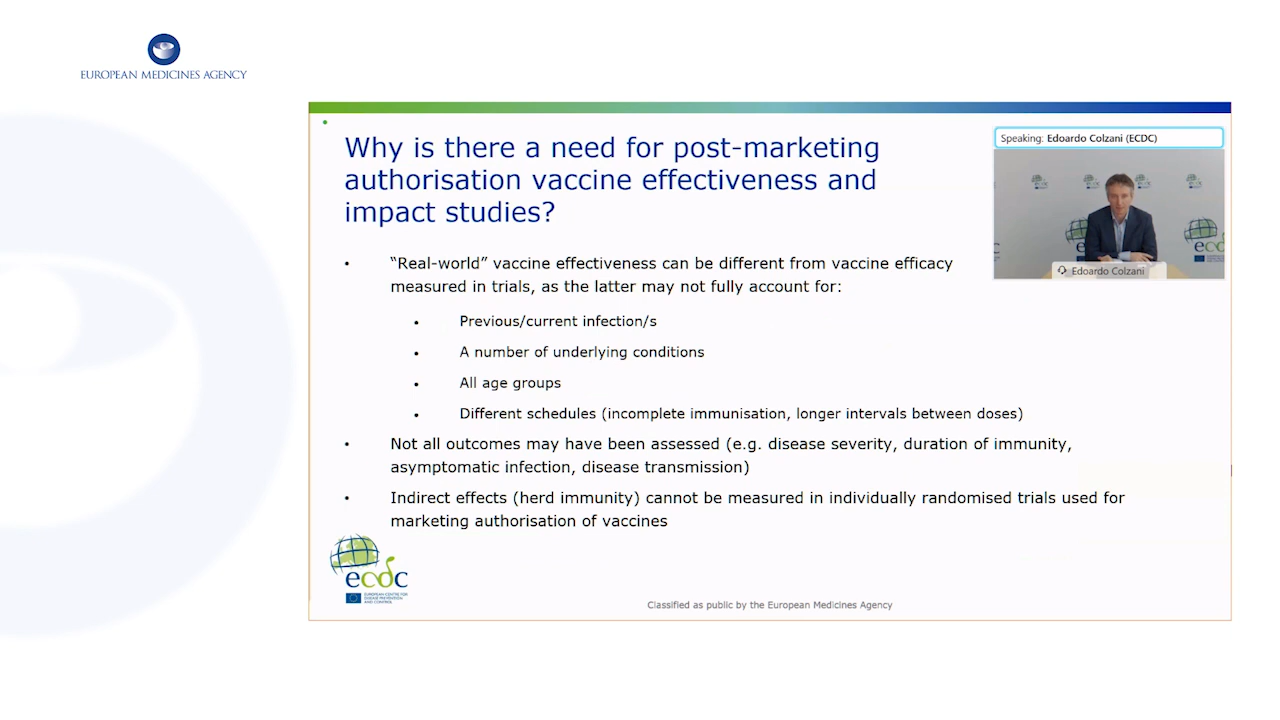 EUROPEAN MEDICINES AGENCY
Why is there a need for post-marketing
authorisation vaccine effectiveness and
impact studies?
Speaking: Edoardo Colzani (ECDC)
ecdc
Edoardo Colzani
• “Real-world” vaccine effectiveness can be different from vaccine efficacy
measured in trials, as the latter may not fully account for:
• Previous/current infection/s
• A number of underlying conditions
• All age groups
• Different schedules (incomplete immunisation, longer intervals between doses)
• Not all outcomes may have been assessed (e.g. disease severity, duration of immunity,
asymptomatic infection, disease transmission)
• Indirect effects (herd immunity) cannot be measured in individually randomised trials used for
marketing authorisation of vaccines
ecdc
EUROPEAN CENTRE FOR
DISEASE PREVENTION
AND CONTROL
Classified as public by the European Medicines Agency